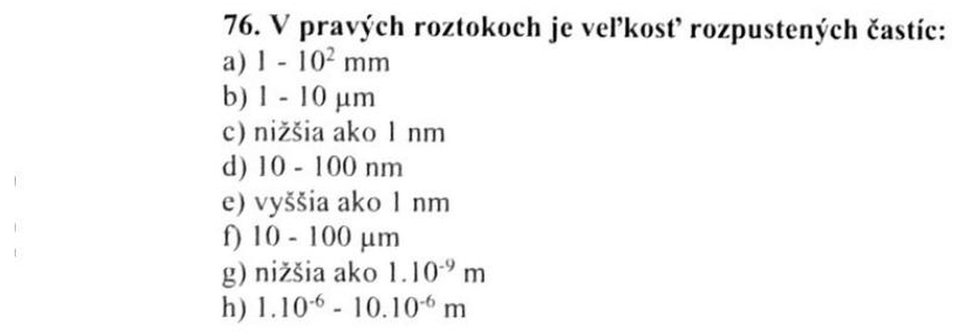 76. V pravých roztokoch je veľkosť rozpustených častíc:
a) 1 - 10² mm
b) 1 - 10 μm
c) nižšia ako 1 nm
d) 10 - 100 nm
e) vyššia ako 1 nm
f) 10 - 100 μm
g) nižšia ako 1.10⁻⁹ m
h) 1.10⁻⁶ - 10.10⁻⁶ m